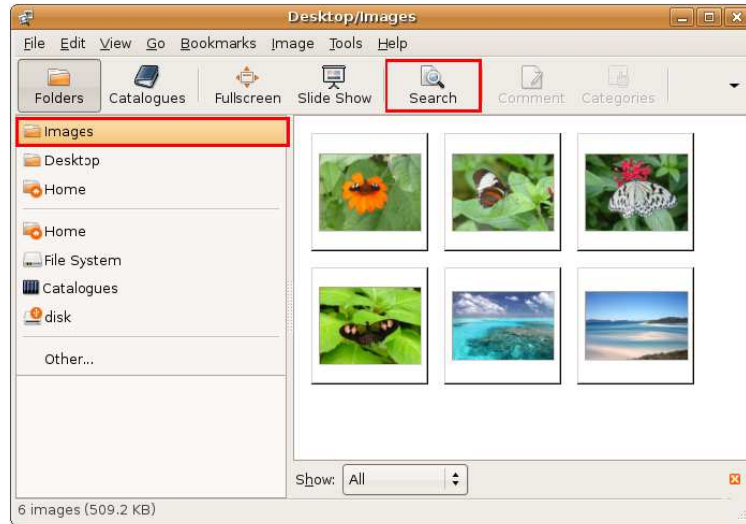 Desktop/Images
File Edit View Go Bookmarks Image Tools Help
Folders Catalogues Fullscreen Slide Show Search Comment Categories
Images
Desktop
Home
Home
File System
Catalogues
disk
Other...
Show: All
6 images (509.2 KB)